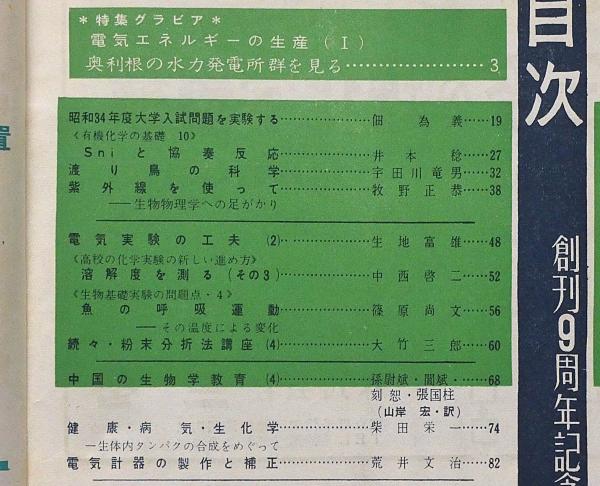 目次
創刊9周年記念
＊特集グラビア＊
電気エネルギーの生産（I）
奥利根の水力発電所群を見る…………………3
昭和34年度大学入試問題を実験する………………佃　為義…19
《有機化学の基礎　10》
Sniと協奏反応………………井本　稔…27
渡り鳥の科学………………宇田川竜男…32
紫外線を使って………………牧野正恭…38
――生物物理学への足がかり
電気実験の工夫（2）………………生地富雄…48
《高校の化学実験の新しい進め方》
溶解度を測る（その3）………………中西啓二…52
《生物基礎実験の問題点・4》
魚の呼吸運動………………篠原尚文…56
――その温度による変化
続々・粉末分折法講座（4）………………大竹三郎…60
中国の生物学教育（4）………………孫尉斌・閻斌・…68
刻　恕・張国柱
（山岸　宏・訳）
健康・病気・生化学………………柴田栄一…74
―生体内タンパクの合成をめぐって
電気計器の製作と補正………………荒井文治…82